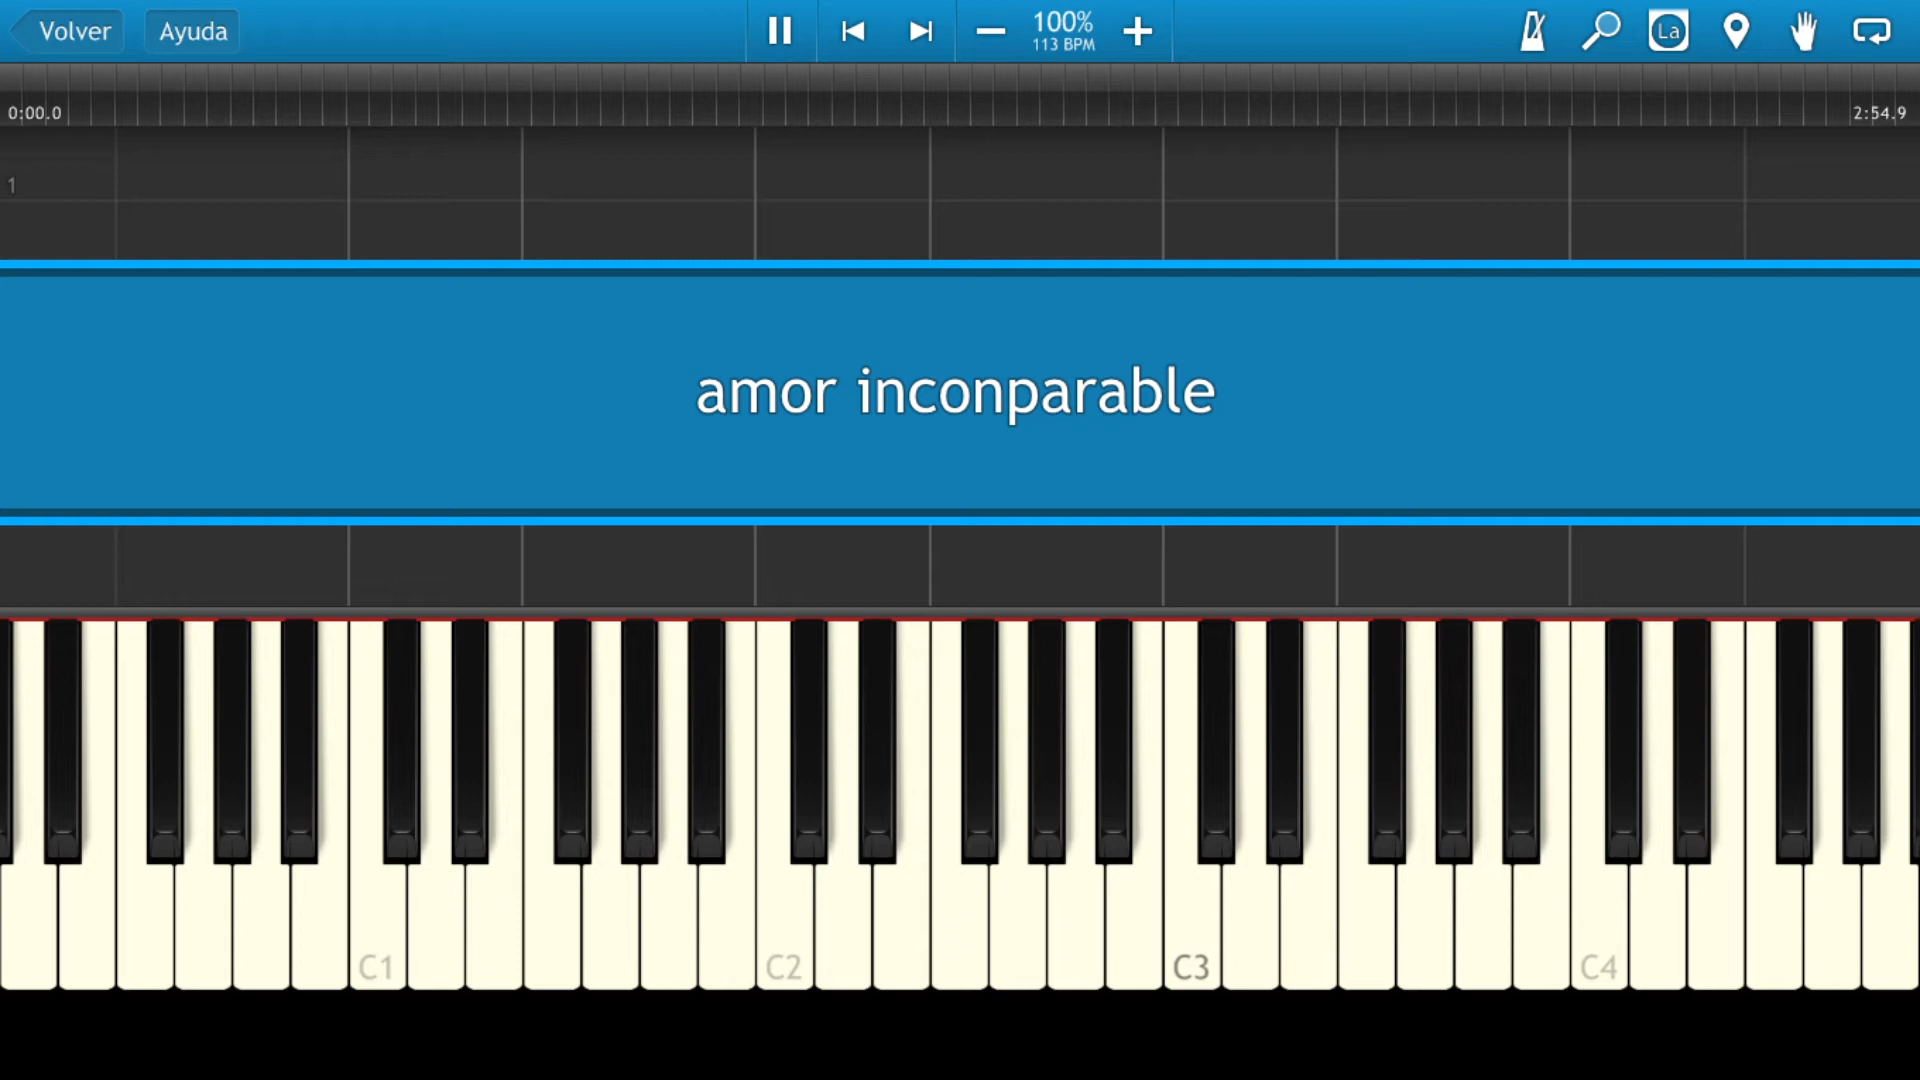 Volver Ayuda 100% La
113 BPM
0:00.0 2:54.9
1
amor inconparable
C1 C2 C3 C4